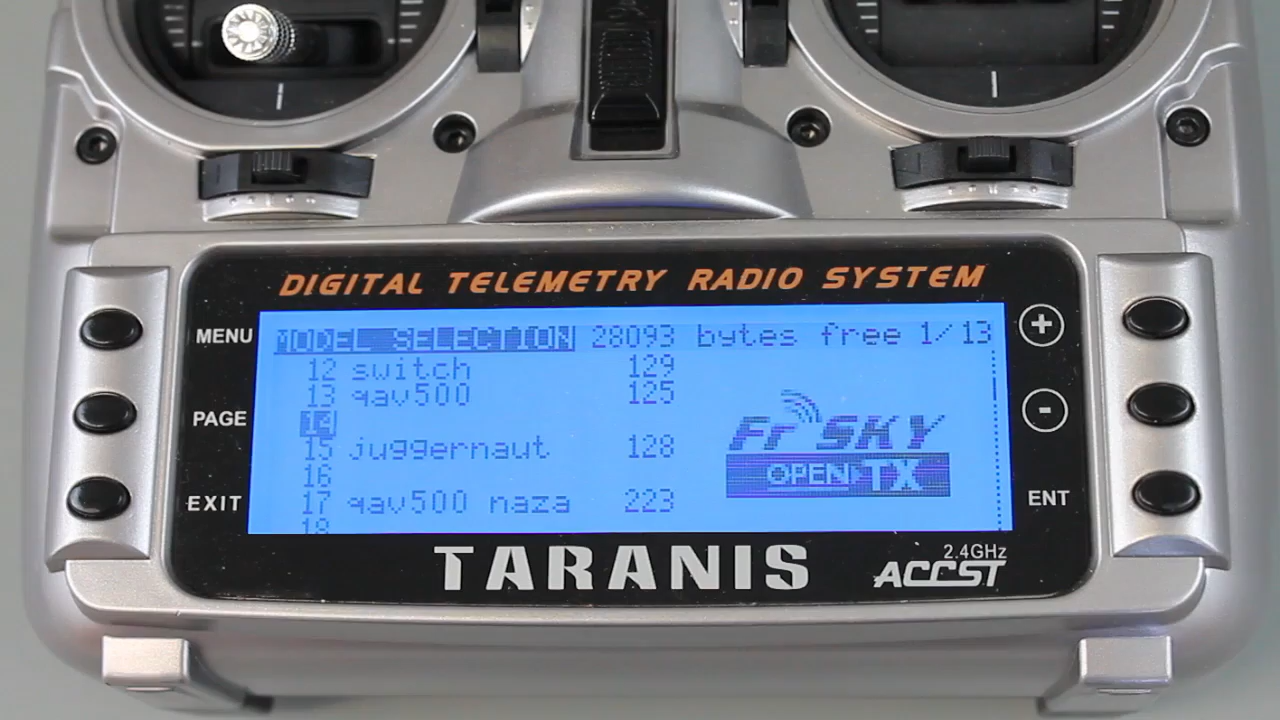 DIGITAL TELEMETRY RADIO SYSTEM
MENU
PAGE
EXIT
MODEL SELECTION 28093 bytes free 1/13
12 switch 129
13 qav500 125
14
15 juggernaut 128
16
17 qav500 naza 223
18
Fr SKY
OPEN TX
+
-
ENT
TARANIS
2.4GHz
ACCST